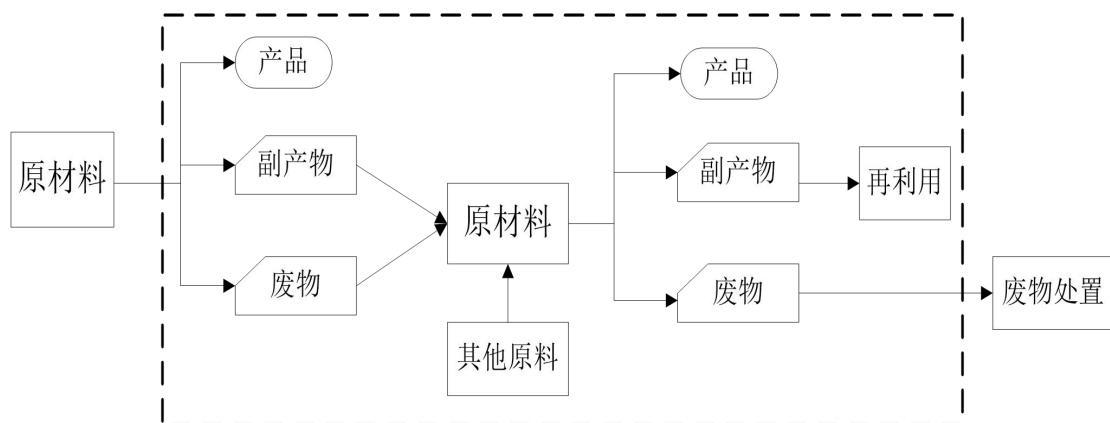 原材料
产品
副产物
废物
原材料
其他原料
产品
副产物
废物
再利用
废物处置